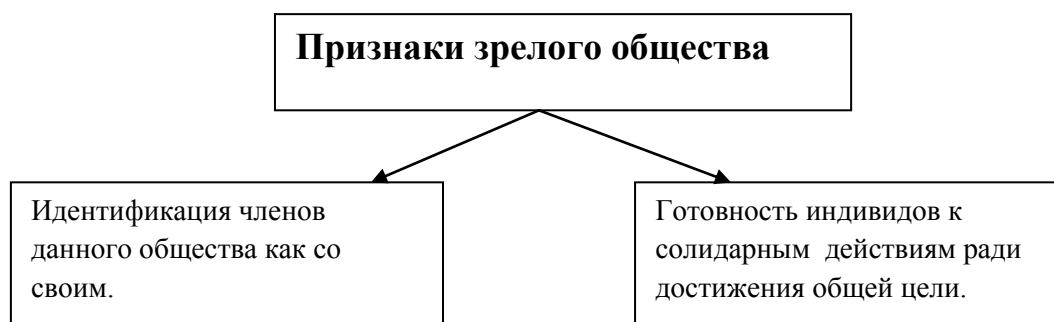 Признаки зрелого общества
Идентификация членов
данного общества как со
своим.
Готовность индивидов к
солидарным действиям ради
достижения общей цели.